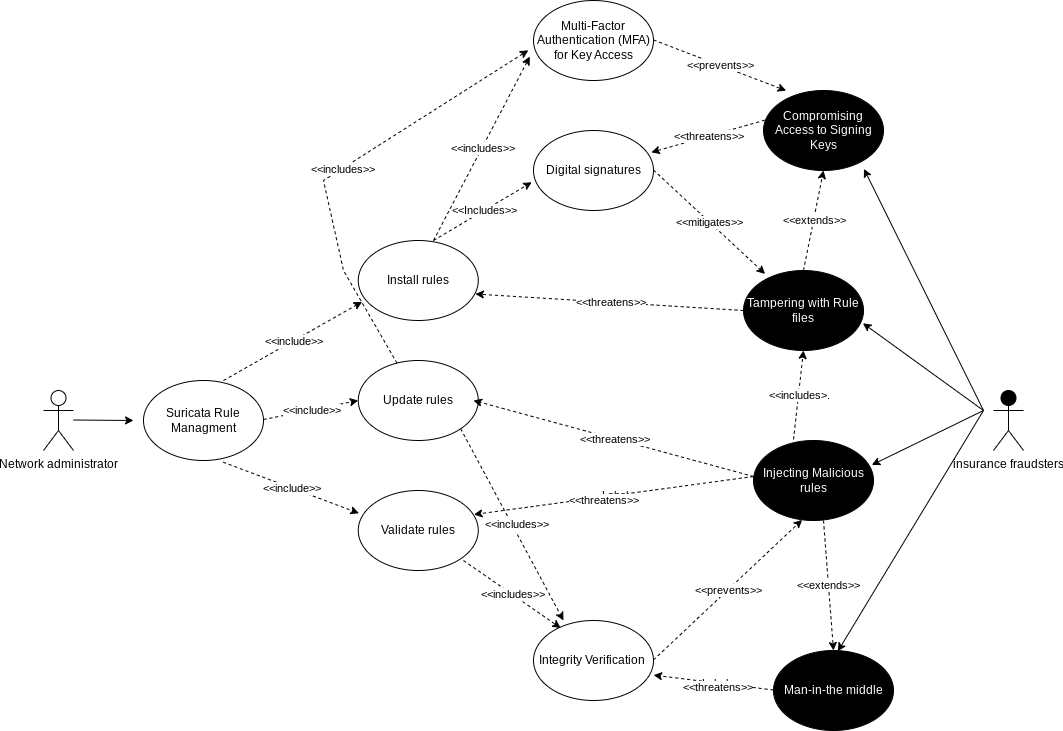 Multi-Factor
Authentication (MFA)
for Key Access
<<prevents>>
Compromising
Access to Signing
Keys
<<threatens>>
<<includes>>
<<includes>>
Digital signatures
<<Includes>>
<<mitigates>>
<<extends>>
Install rules
<<threatens>>
Tampering with Rule
files
<<include>>
Suricata Rule
Managment
<<include>>
Update rules
<<includes>.
Network administrator
insurance fraudsters
<<threatens>>
Injecting Malicious
rules
<<include>>
<<threatens>>
Validate rules
<<includes>>
<<includes>>
<<prevents>>
<<extends>>
Integrity Verification
<<threatens>>
Man-in-the middle